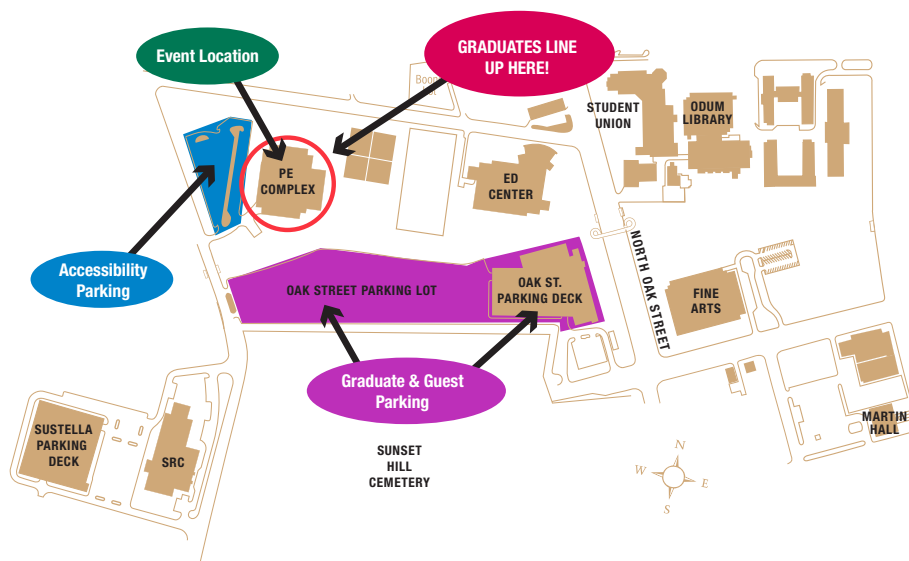 Event Location
GRADUATES LINE
UP HERE!
STUDENT
UNION
ODUM
LIBRARY
PE
COMPLEX
ED
CENTER
Accessibility
Parking
OAK STREET PARKING LOT
OAK ST.
PARKING DECK
NORTH OAK STREET
FINE
ARTS
Graduate & Guest
Parking
MARTIN
HALL
SUSTELLA
PARKING
DECK
SRC
SUNSET
HILL
CEMETERY
N
W
E
S